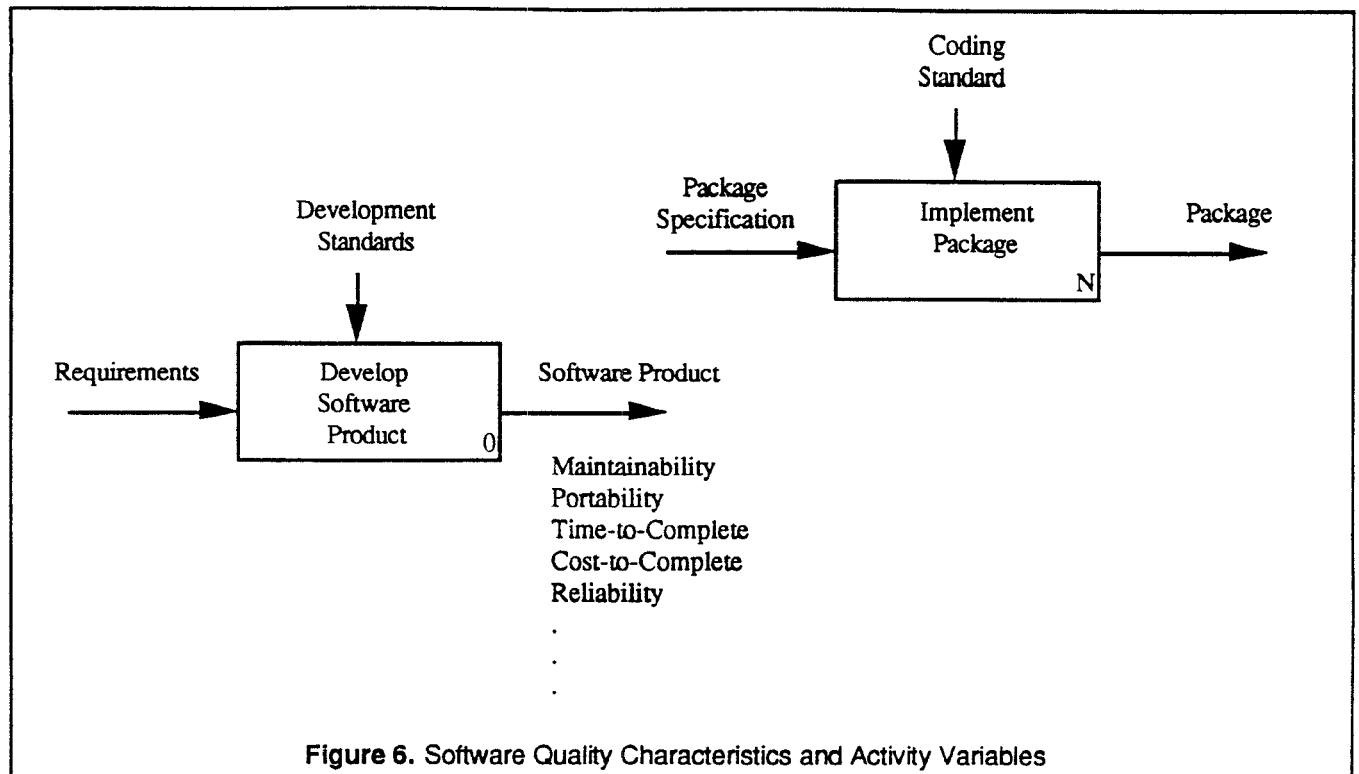 Coding
Standard
Package
Specification
Implement
Package
N
Package
Development
Standards
Requirements
Develop
Software
Product
0
Software Product
Maintainability
Portability
Time-to-Complete
Cost-to-Complete
Reliability
.
.
.
Figure 6. Software Quality Characteristics and Activity Variables